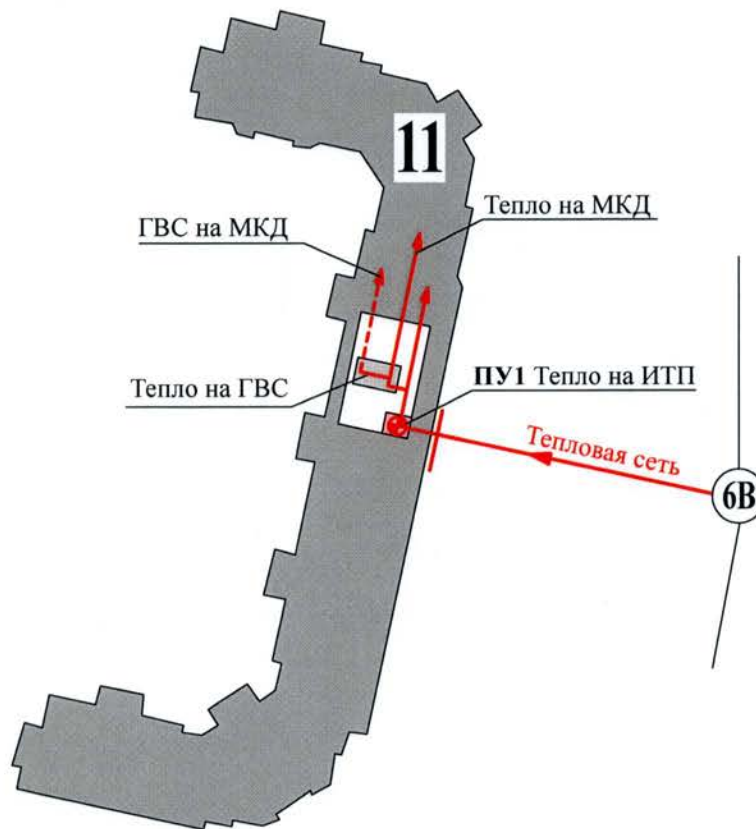 11
Тепло на МКД
ГВС на МКД
Тепло на ГВС
ПУ1 Тепло на ИТП
Тепловая сеть
6В